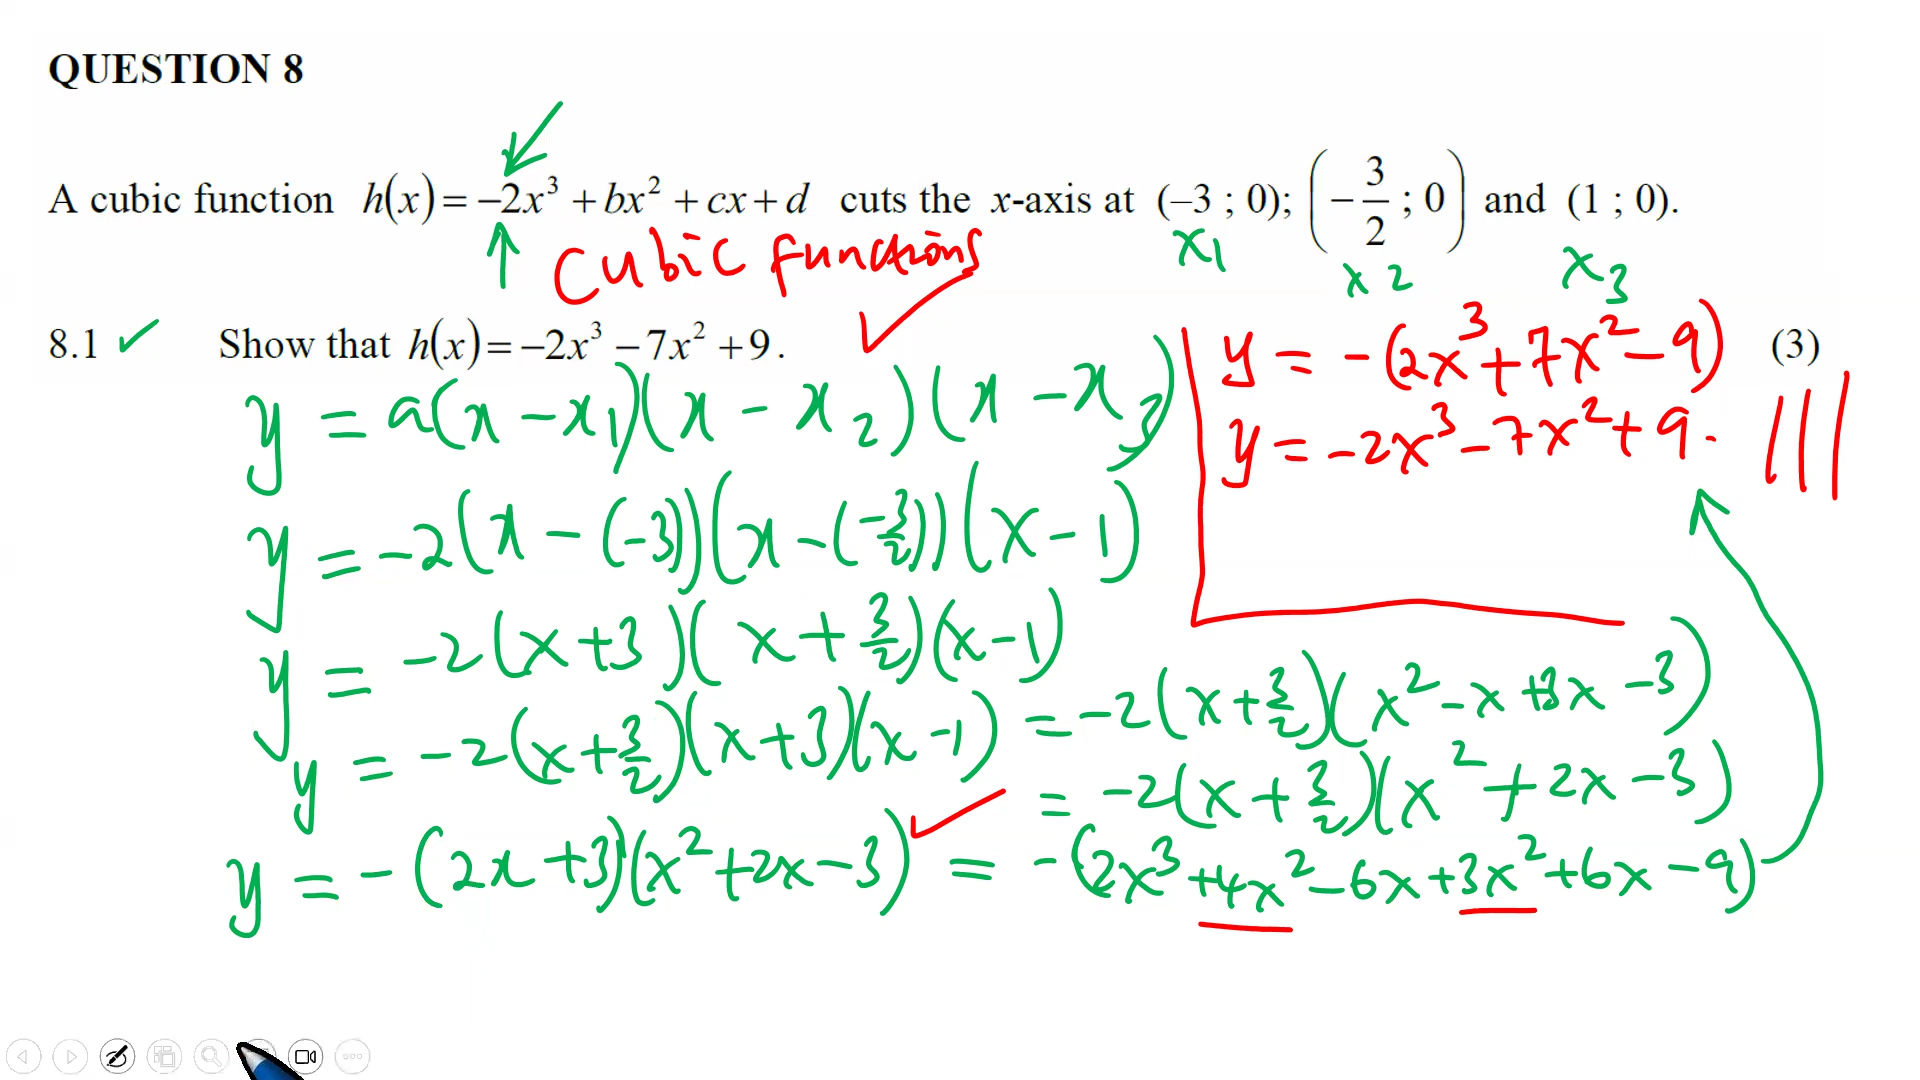 QUESTION 8
A cubic function h(x) = −2x³ + bx² + cx + d cuts the x-axis at (−3 ; 0); (−3/2 ; 0) and (1 ; 0).
Cubic functions
x1 x2 x3
8.1 ✓ Show that h(x) = −2x³ − 7x² + 9. (3)
y = a(x − x1)(x − x2)(x − x3)
y = −2(x − (−3))(x − (−3/2))(x − 1)
y = −2(x + 3)(x + 3/2)(x − 1)
y = −2(x + 3/2)(x + 3)(x − 1) = −2(x + 3/2)(x² − x + 3x − 3)
= −2(x + 3/2)(x² + 2x − 3)
y = −(2x + 3)(x² + 2x − 3) = −(2x³ + 4x² − 6x + 3x² + 6x − 9)
y = −(2x³ + 7x² − 9)
y = −2x³ − 7x² + 9.